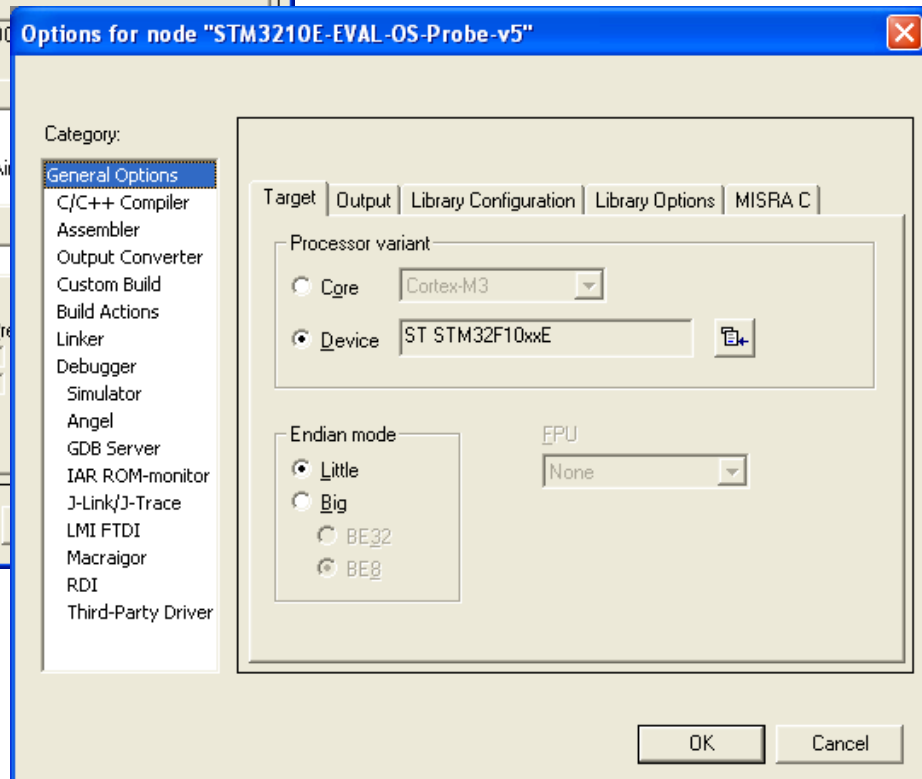 Options for node "STM3210E-EVAL-OS-Probe-v5"
Category:
General Options
C/C++ Compiler
Assembler
Output Converter
Custom Build
Build Actions
Linker
Debugger
Simulator
Angel
GDB Server
IAR ROM-monitor
J-Link/J-Trace
LMI FTDI
Macraigor
RDI
Third-Party Driver
Target Output Library Configuration Library Options MISRA C
Processor variant
Core Cortex-M3
Device ST STM32F10xxE
Endian mode
Little
Big
BE32
BE8
FPU
None
OK Cancel